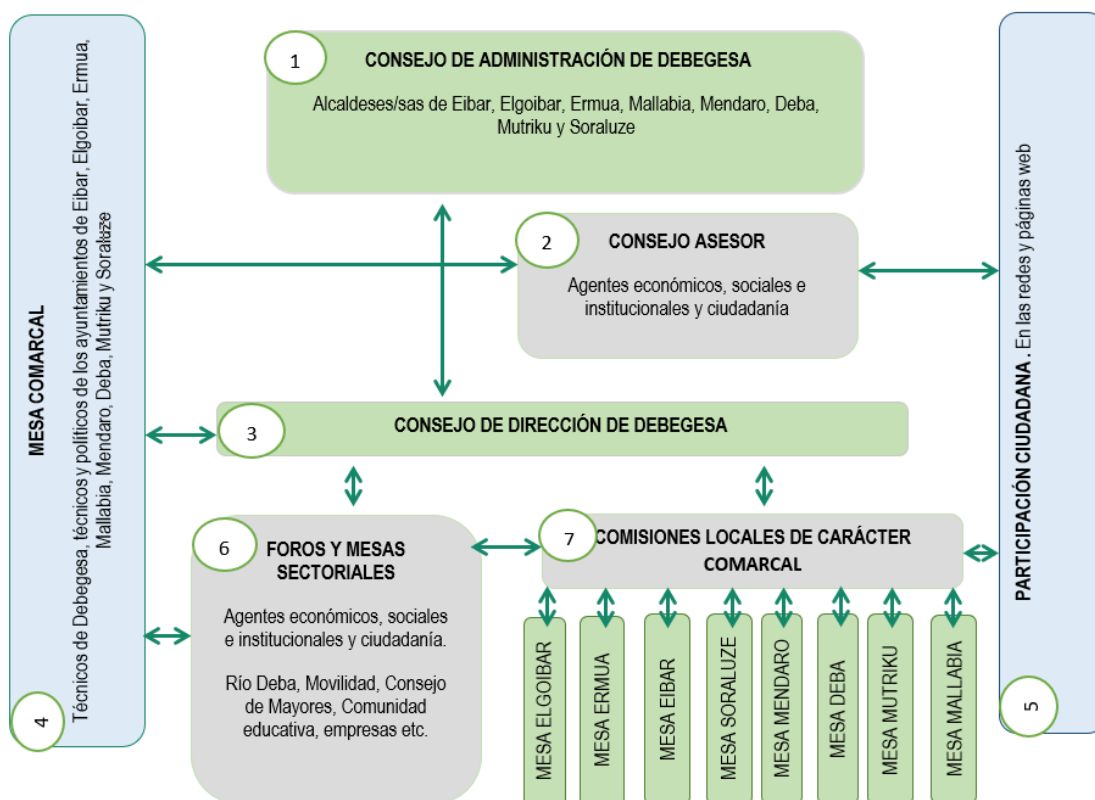 1
CONSEJO DE ADMINISTRACIÓN DE DEBEGESA
Alcaldeses/sas de Eibar, Elgoibar, Ermua, Mallabia, Mendaro, Deba,
Mutriku y Soraluze
2
CONSEJO ASESOR
Agentes económicos, sociales e
institucionales y ciudadanía
3
CONSEJO DE DIRECCIÓN DE DEBEGESA
4
MESA COMARCAL
Técnicos de Debegesa, técnicos y políticos de los ayuntamientos de Eibar, Elgoibar, Ermua,
Mallabia, Mendaro, Deba, Mutriku y Soraluze
5
PARTICIPACIÓN CIUDADANA . En las redes y páginas web
6
FOROS Y MESAS
SECTORIALES
Agentes económicos, sociales
e institucionales y ciudadanía.
Río Deba, Movilidad, Consejo
de Mayores, Comunidad
educativa, empresas etc.
7
COMISIONES LOCALES DE CARÁCTER
COMARCAL
MESA ELGOIBAR
MESA ERMUA
MESA EIBAR
MESA SORALUZE
MESA MENDARO
MESA DEBA
MESA MUTRIKU
MESA MALLABIA